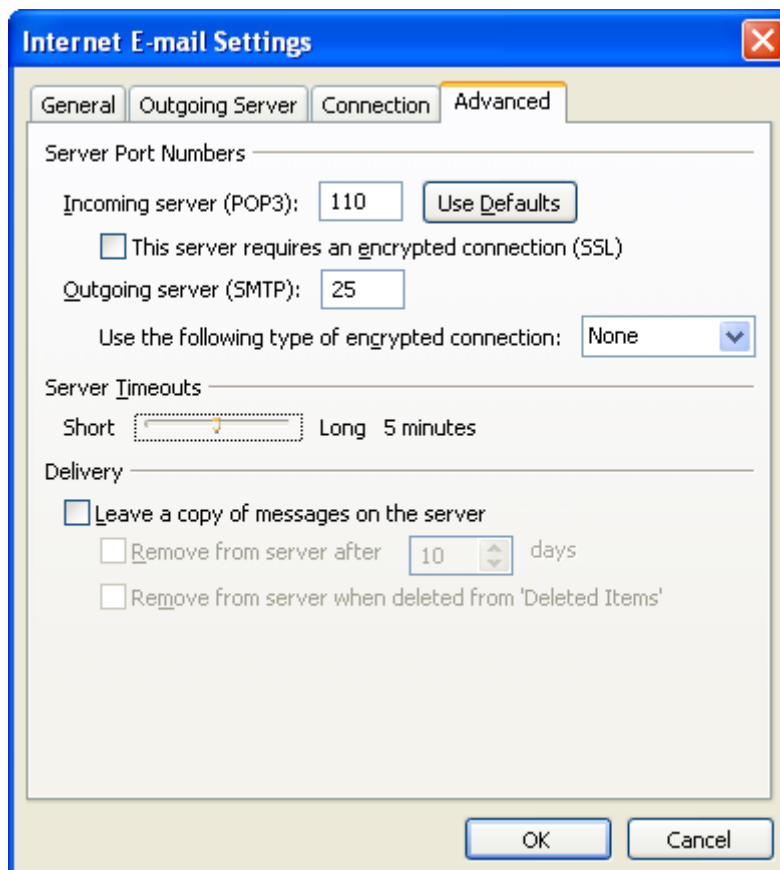 Internet E-mail Settings
General Outgoing Server Connection Advanced
Server Port Numbers
Incoming server (POP3): 110 Use Defaults
This server requires an encrypted connection (SSL)
Outgoing server (SMTP): 25
Use the following type of encrypted connection: None
Server Timeouts
Short Long 5 minutes
Delivery
Leave a copy of messages on the server
Remove from server after 10 days
Remove from server when deleted from 'Deleted Items'
OK Cancel